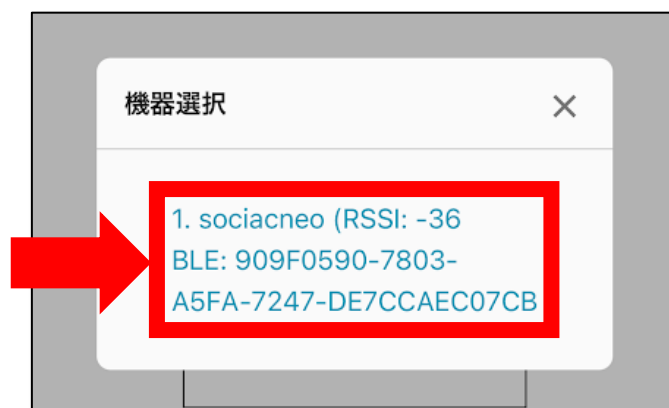 機器選択
1. sociacneo (RSSI: -36
BLE: 909F0590-7803-
A5FA-7247-DE7CCAEC07CB